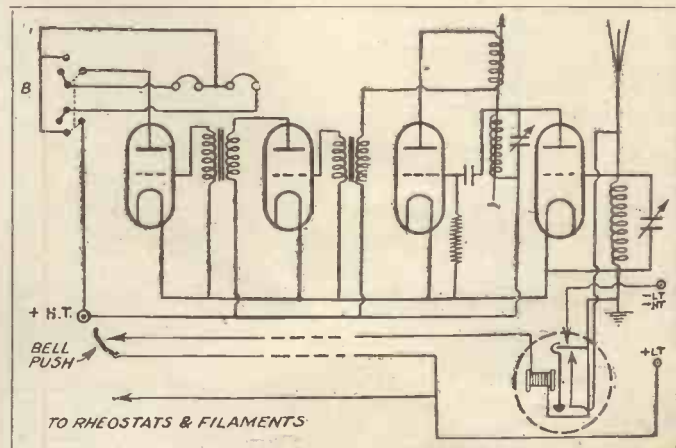 B
+ H.T.
BELL
PUSH
TO RHEOSTATS & FILAMENTS
-LT
-HT
+LT